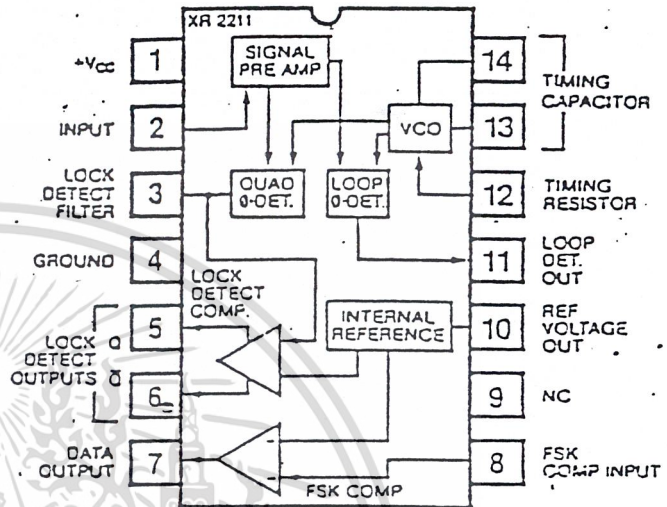 XR 2211
+Vcc
1
INPUT
2
LOCK
DETECT
FILTER
3
GROUND
4
LOCK
DETECT
OUTPUTS
Q
5
Q̅
6
DATA
OUTPUT
7
SIGNAL
PRE AMP
VCO
QUAD
Ø-DET.
LOOP
Ø-DET.
LOCK
DETECT
COMP.
INTERNAL
REFERENCE
FSK COMP
14
TIMING
CAPACITOR
13
12
TIMING
RESISTOR
11
LOOP
DET.
OUT
10
REF
VOLTAGE
OUT
9
NC
8
FSK
COMP INPUT